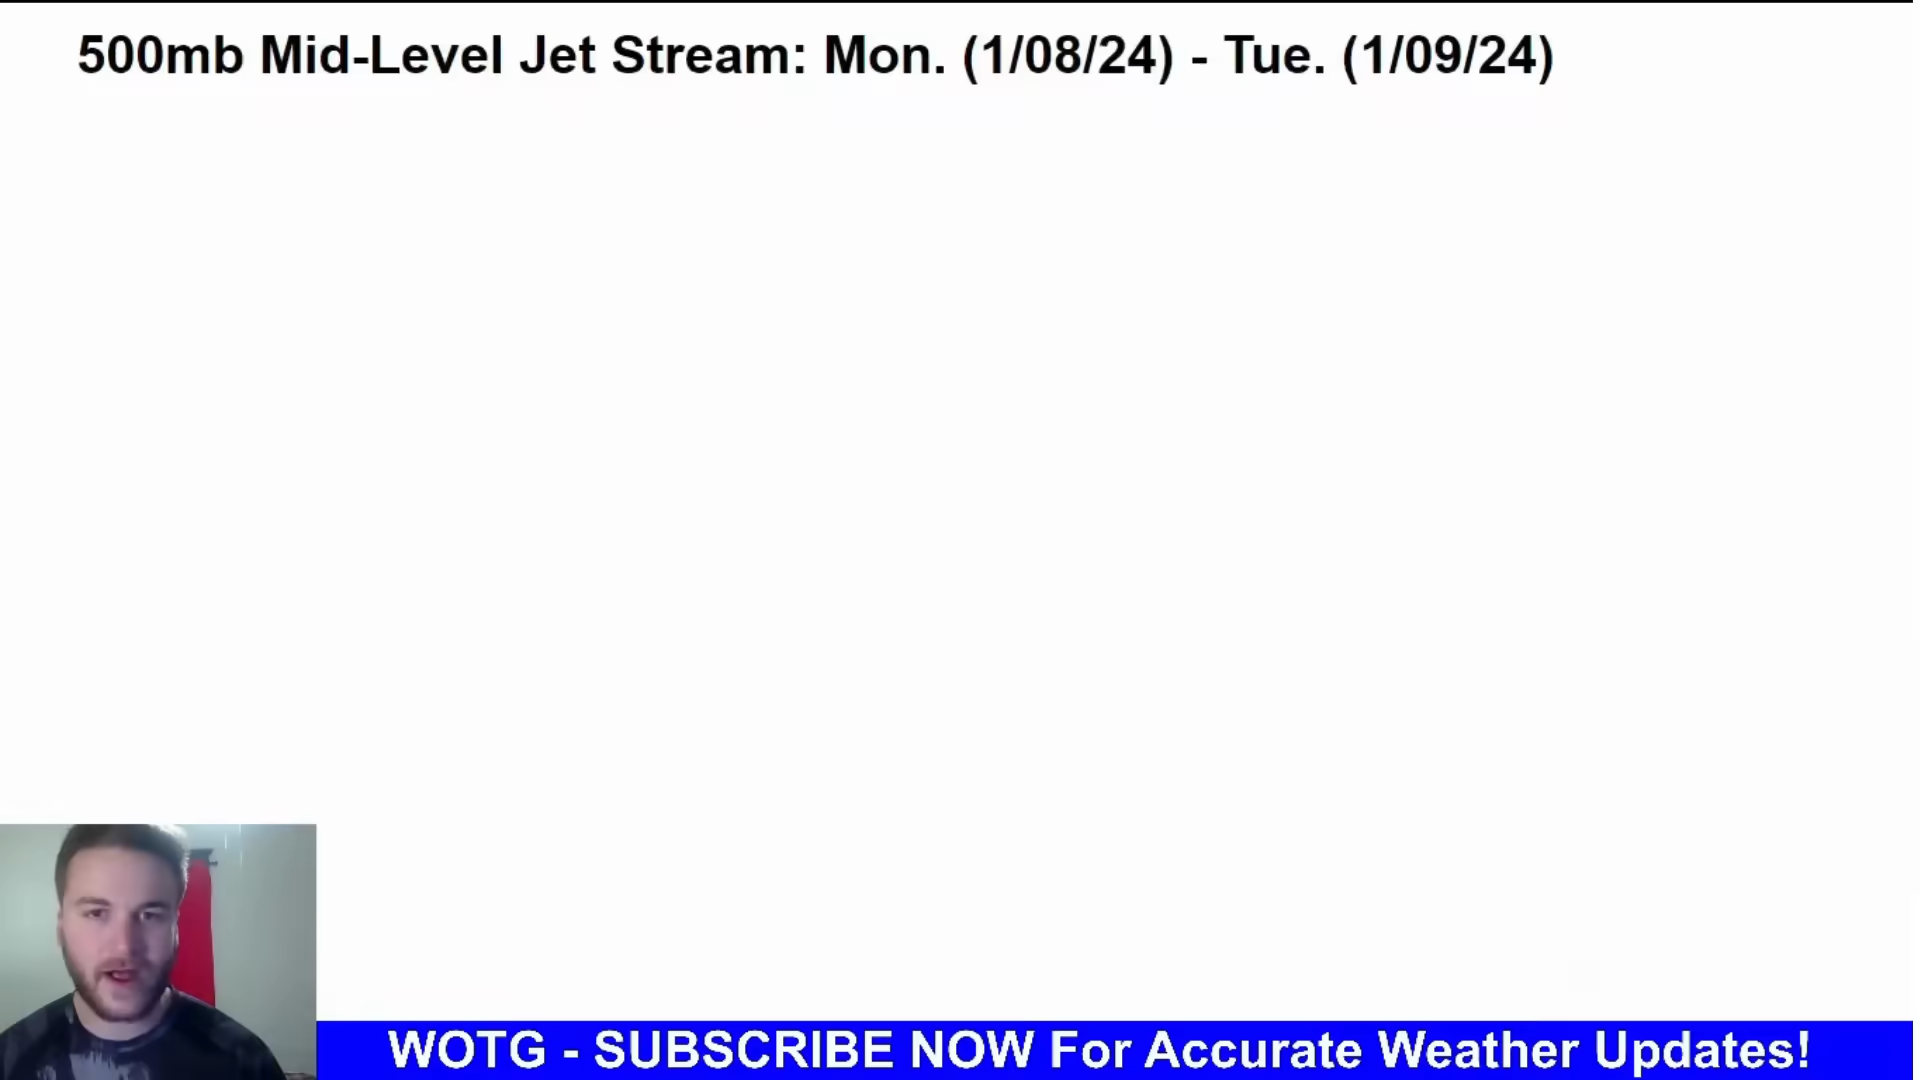 500mb Mid-Level Jet Stream: Mon. (1/08/24) - Tue. (1/09/24)
WOTG - SUBSCRIBE NOW For Accurate Weather Updates!